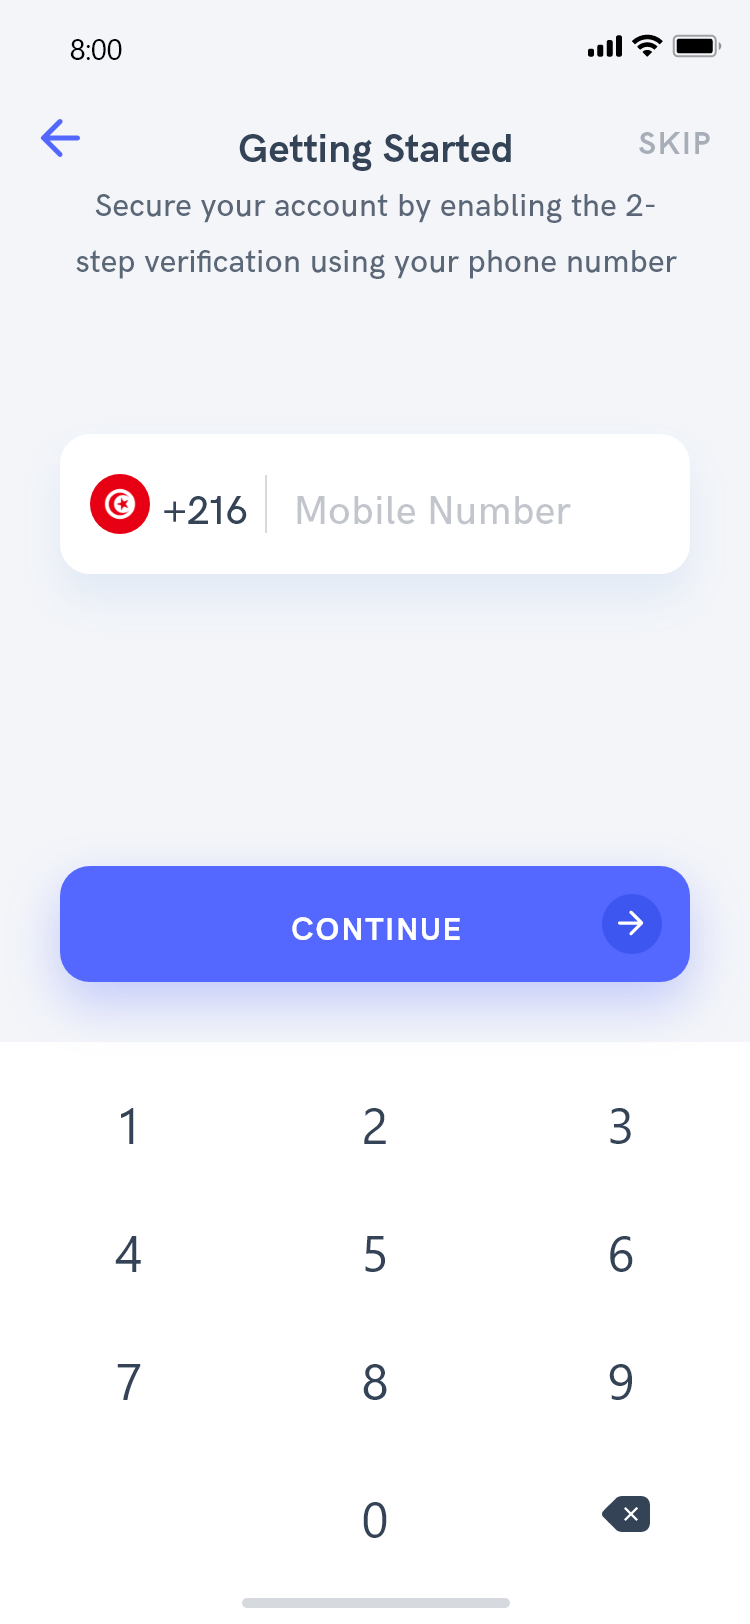 8:00
Getting Started
SKIP
Secure your account by enabling the 2-
step verification using your phone number
+216
Mobile Number
CONTINUE
1 2 3
4 5 6
7 8 9
0